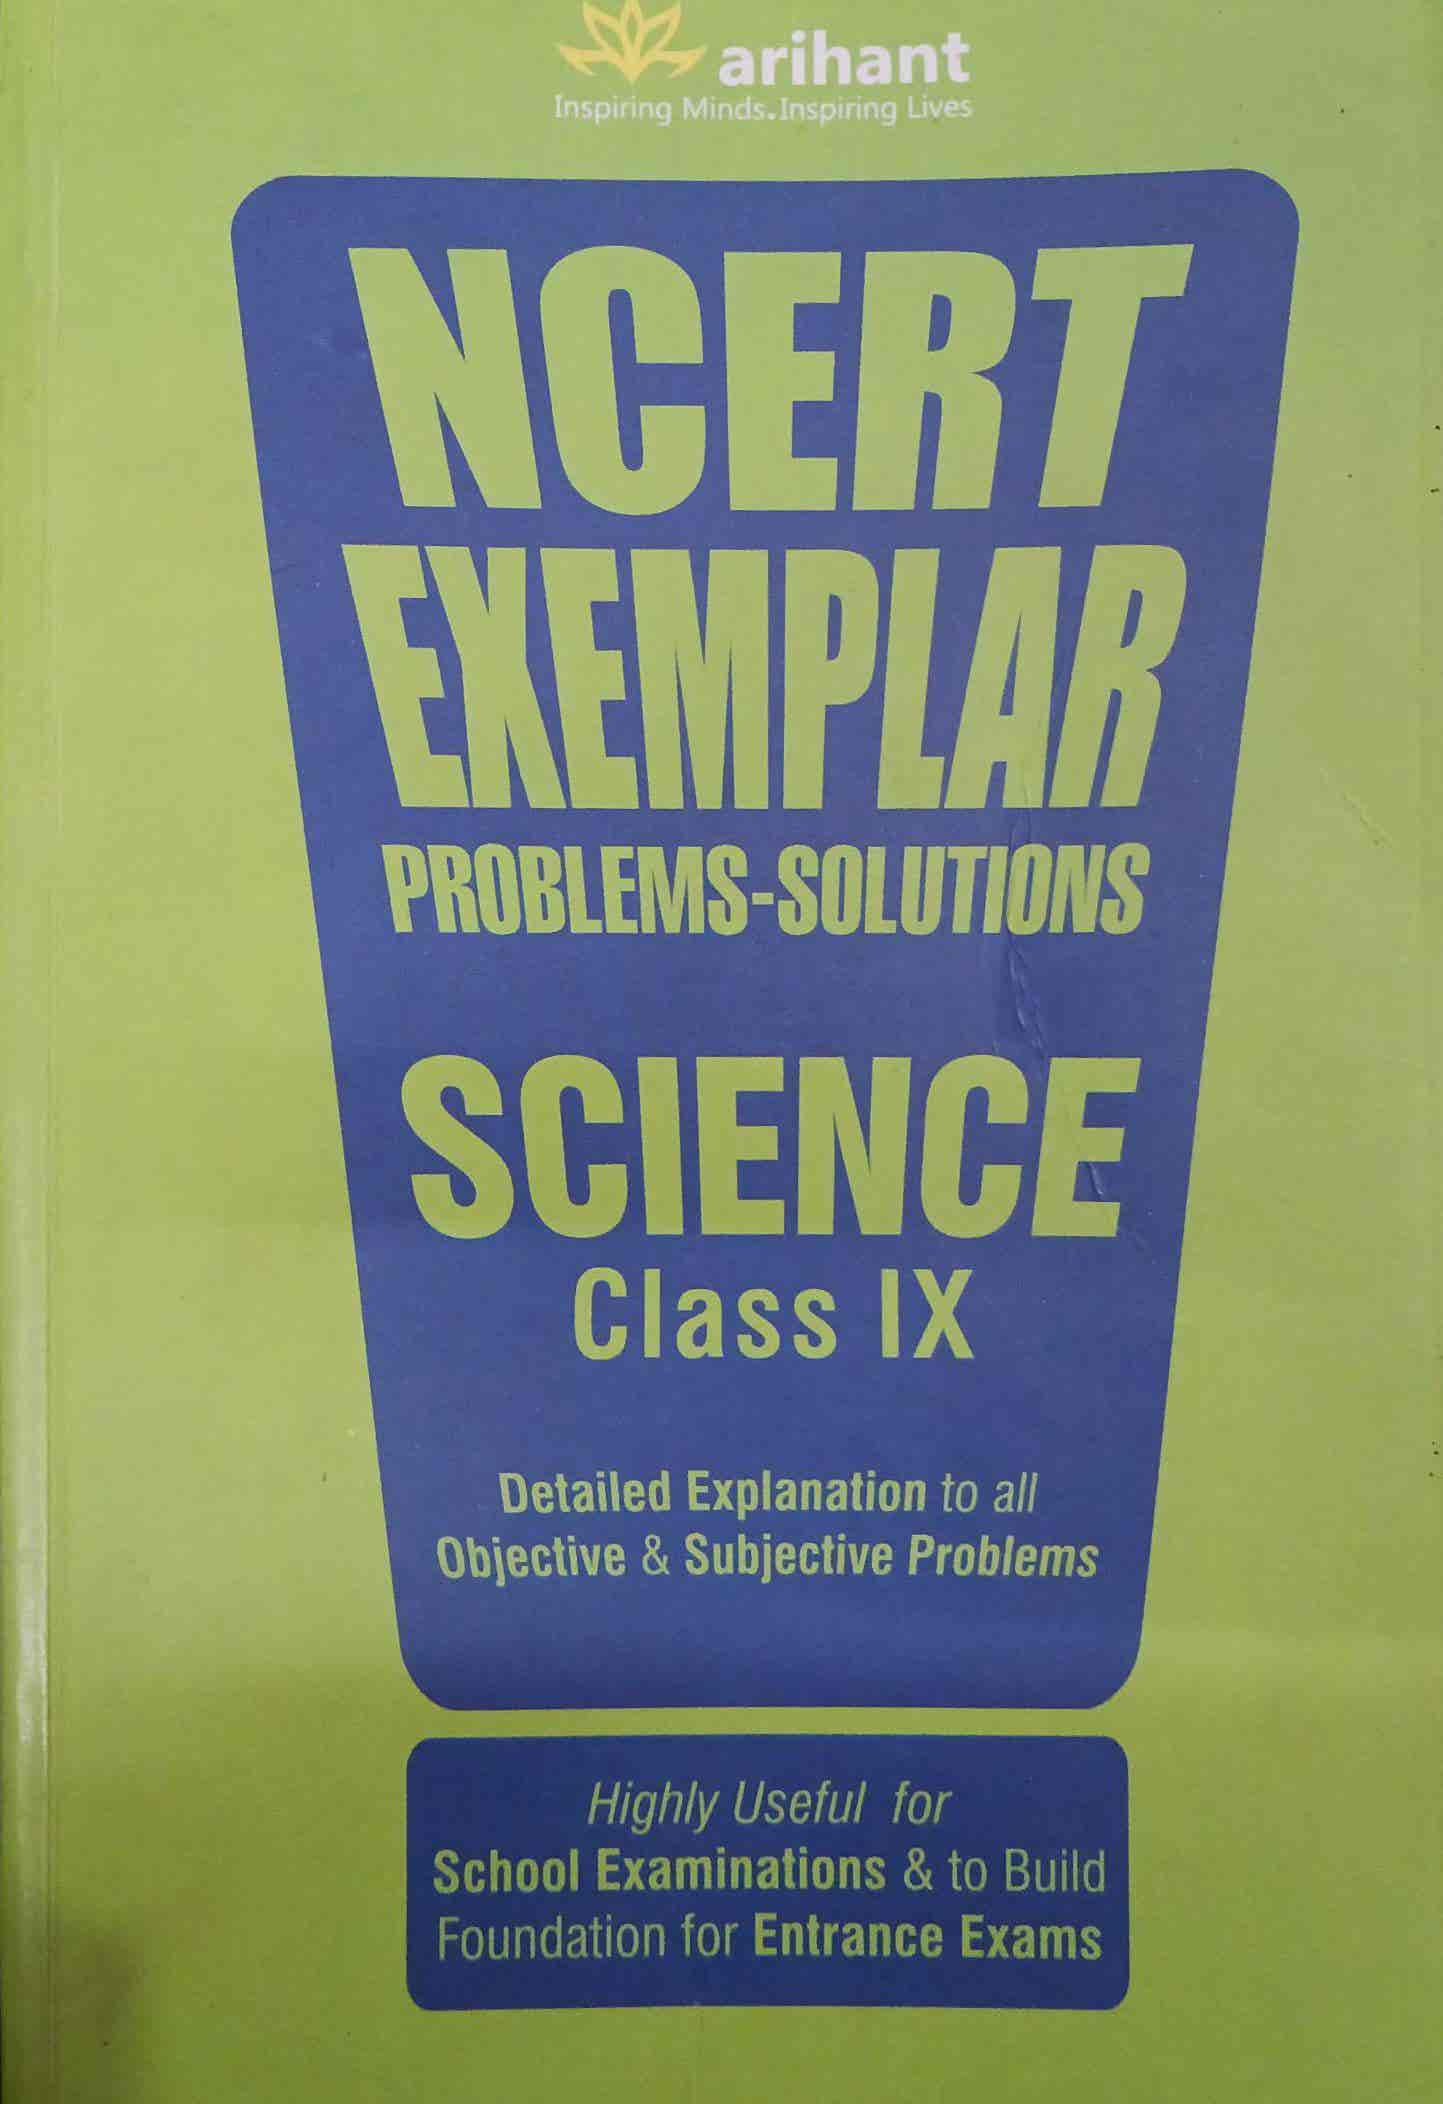 arihant
Inspiring Minds.Inspiring Lives
NCERT
EXEMPLAR
PROBLEMS-SOLUTIONS
SCIENCE
Class IX
Detailed Explanation to all
Objective & Subjective Problems
Highly Useful for
School Examinations & to Build
Foundation for Entrance Exams